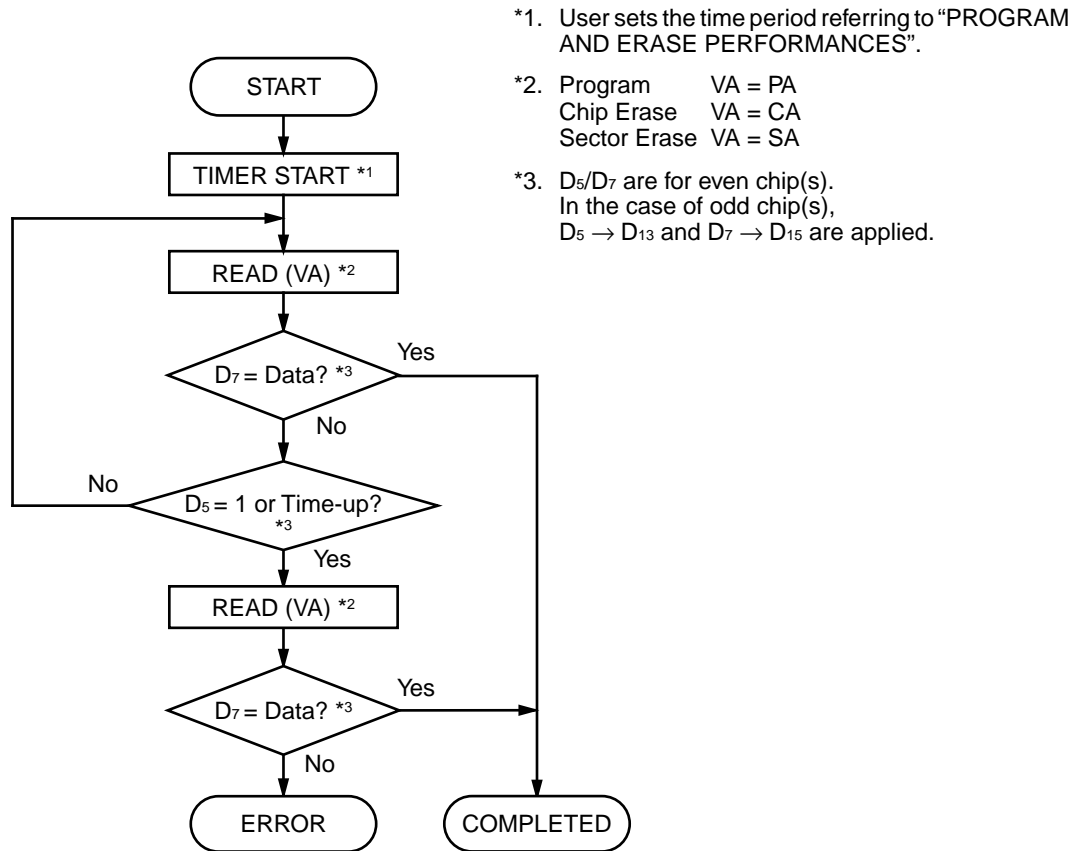 *1. User sets the time period referring to “PROGRAM
AND ERASE PERFORMANCES”.
*2. Program VA = PA
Chip Erase VA = CA
Sector Erase VA = SA
*3. D5/D7 are for even chip(s).
In the case of odd chip(s),
D5 → D13 and D7 → D15 are applied.
START
TIMER START *1
READ (VA) *2
D7 = Data? *3
Yes
No
D5 = 1 or Time-up?
*3
No
Yes
READ (VA) *2
D7 = Data? *3
Yes
No
ERROR
COMPLETED